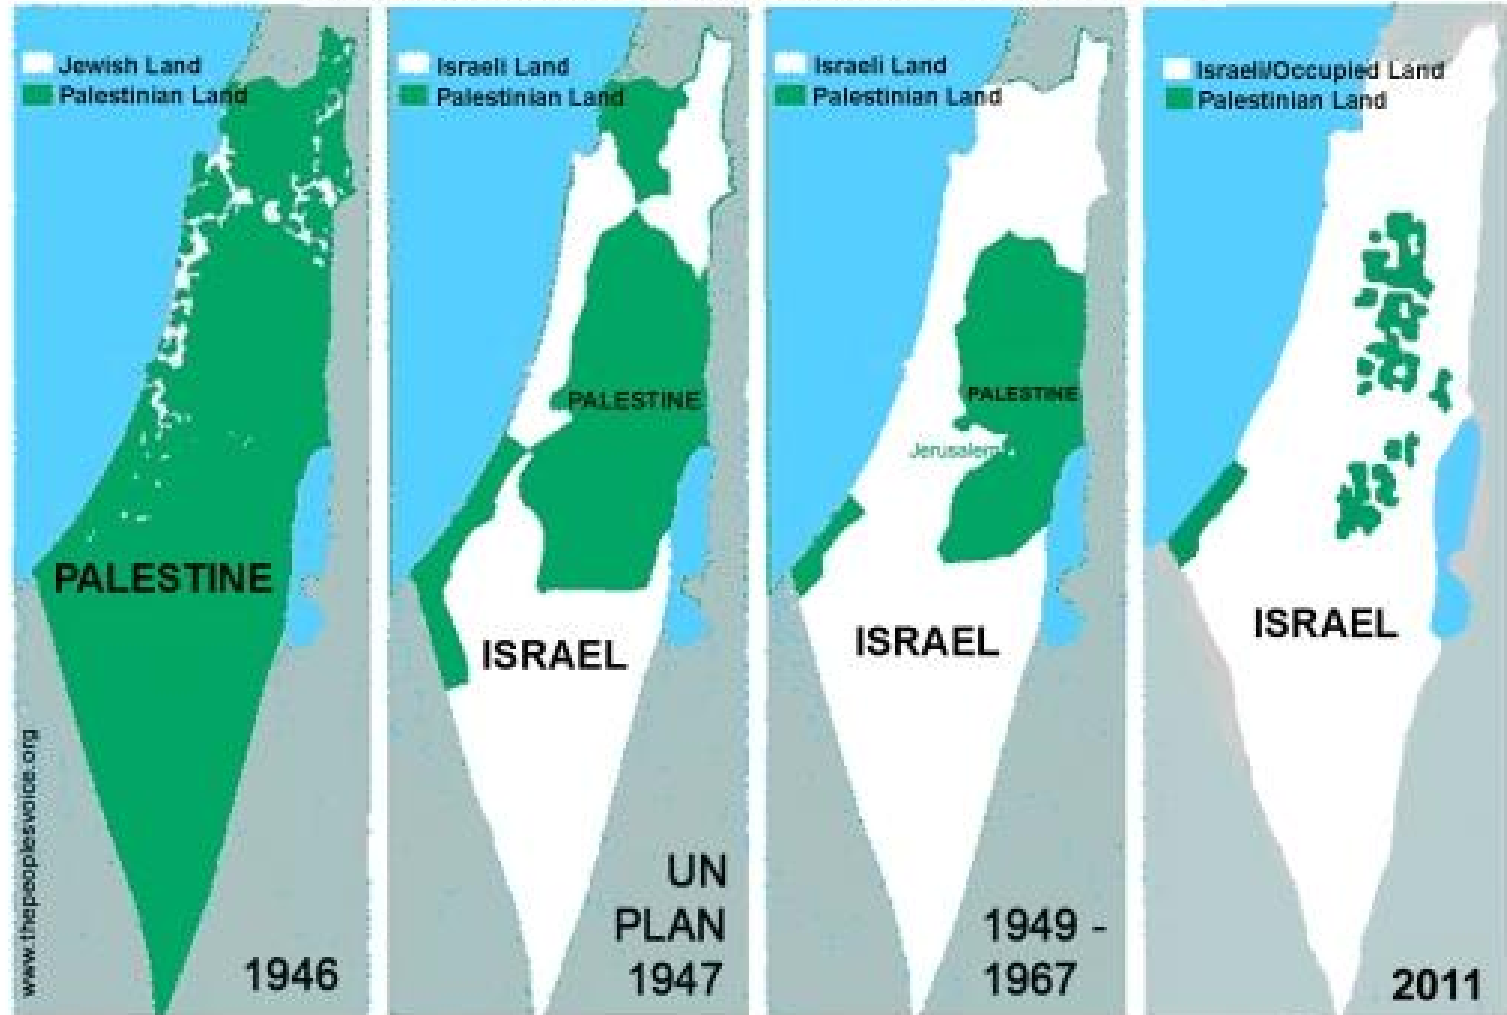 Jewish Land
Palestinian Land
PALESTINE
1946
www.thepeoplesvoice.org
Israeli Land
Palestinian Land
PALESTINE
ISRAEL
UN
PLAN
1947
Israeli Land
Palestinian Land
PALESTINE
Jerusalem
ISRAEL
1949 -
1967
Israeli/Occupied Land
Palestinian Land
ISRAEL
2011